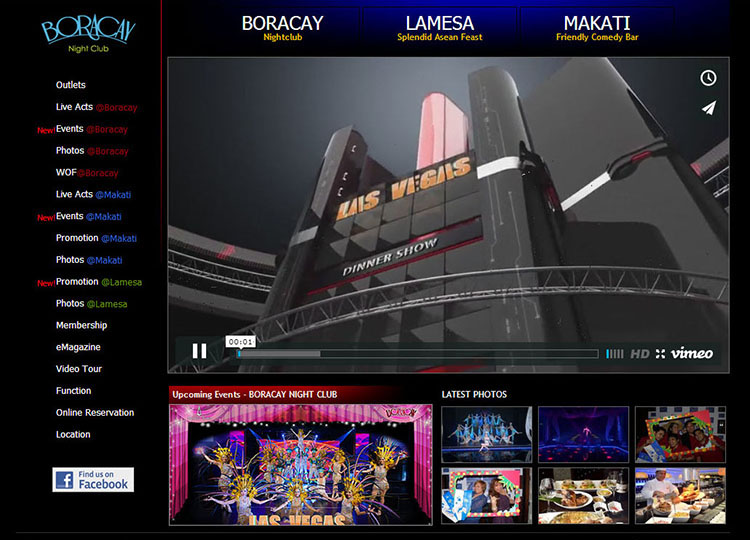 BORACAY
Night Club
BORACAY
Nightclub
LAMESA
Splendid Asean Feast
MAKATI
Friendly Comedy Bar
Outlets
Live Acts @Boracay
New! Events @Boracay
Photos @Boracay
WOF @Boracay
Live Acts @Makati
New! Events @Makati
Promotion @Makati
Photos @Makati
New! Promotion @Lamesa
Photos @Lamesa
Membership
eMagazine
Video Tour
Function
Online Reservation
Location
Find us on
Facebook
LAS VEGAS
DINNER SHOW
00:01
HD vimeo
Upcoming Events - BORACAY NIGHT CLUB
BORACAY
LAS VEGAS
LATEST PHOTOS